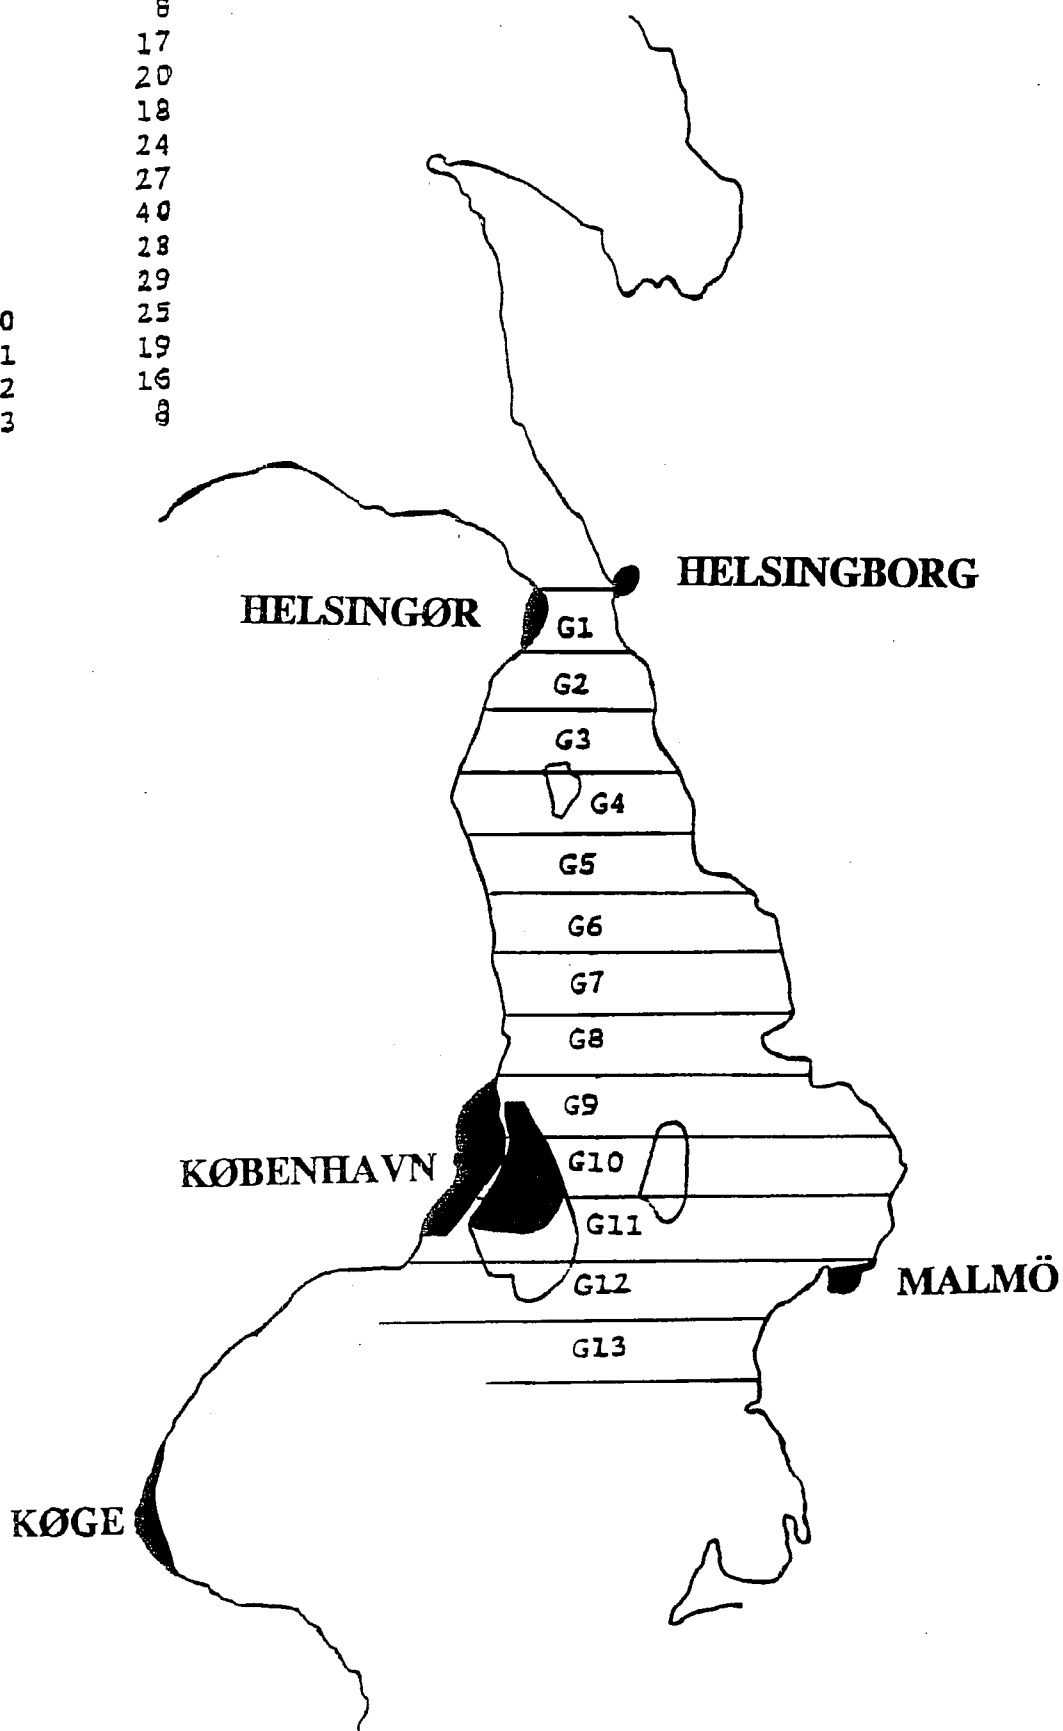 8
17
20
18
24
27
40
28
29
0 25
1 19
2 16
3 8
HELSINGBORG
HELSINGØR
G1
G2
G3
G4
G5
G6
G7
G8
G9
KØBENHAVN
G10
G11
G12
MALMÖ
G13
KØGE